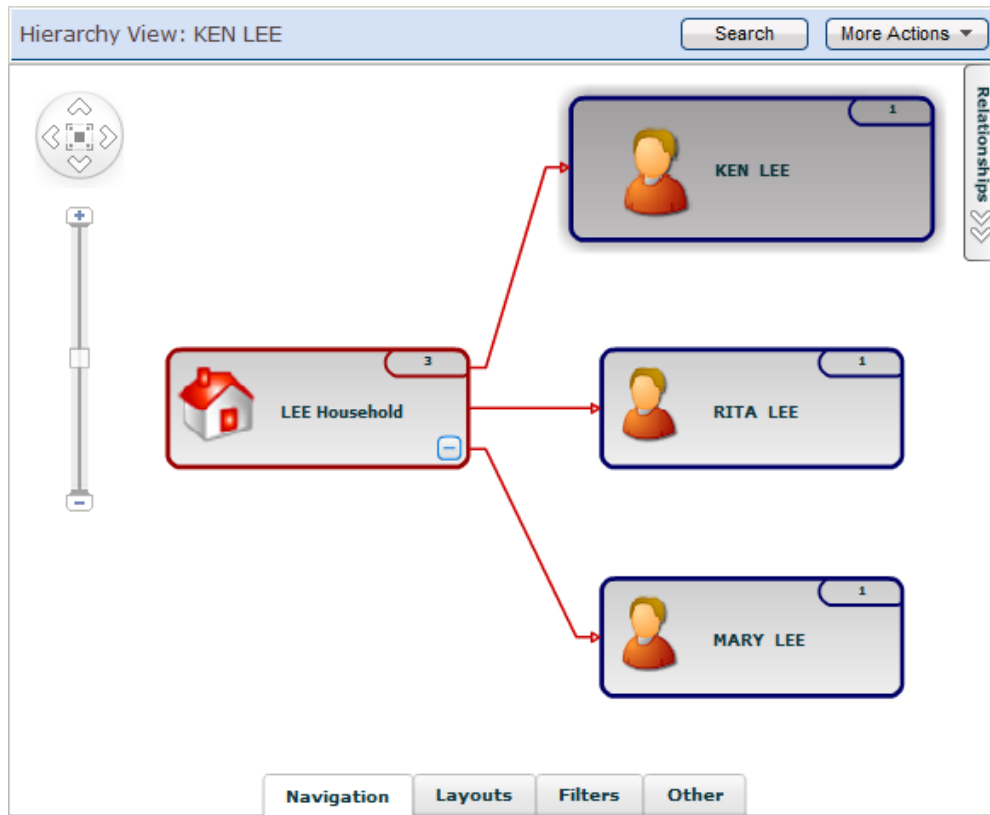 Hierarchy View: KEN LEE
Search
More Actions
Relationships
1
KEN LEE
3
LEE Household
1
RITA LEE
1
MARY LEE
Navigation
Layouts
Filters
Other